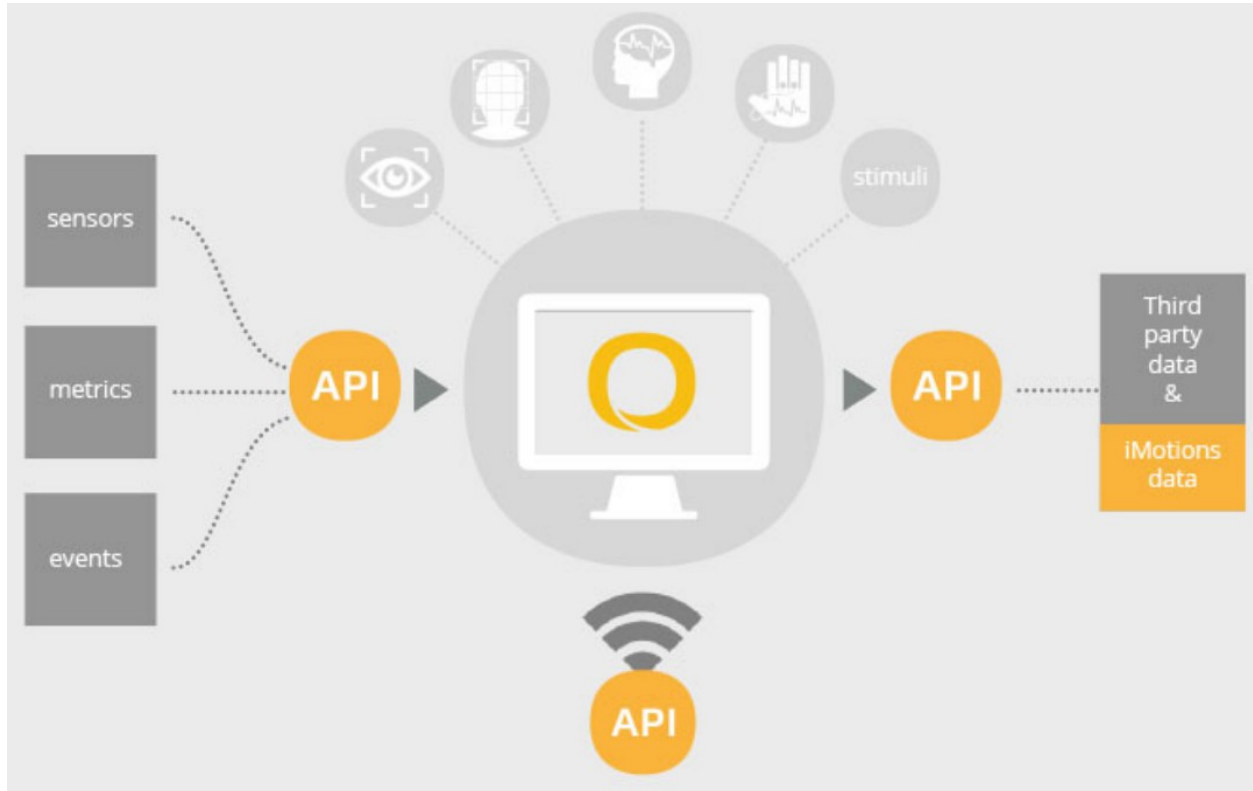 stimuli
sensors
metrics
events
API
API
Third
party
data
&
iMotions
data
API